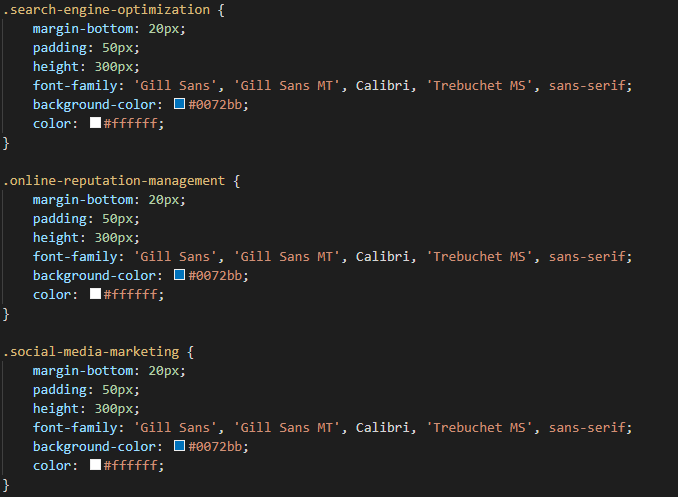 .search-engine-optimization {
    margin-bottom: 20px;
    padding: 50px;
    height: 300px;
    font-family: 'Gill Sans', 'Gill Sans MT', Calibri, 'Trebuchet MS', sans-serif;
    background-color: #0072bb;
    color: #ffffff;
}

.online-reputation-management {
    margin-bottom: 20px;
    padding: 50px;
    height: 300px;
    font-family: 'Gill Sans', 'Gill Sans MT', Calibri, 'Trebuchet MS', sans-serif;
    background-color: #0072bb;
    color: #ffffff;
}

.social-media-marketing {
    margin-bottom: 20px;
    padding: 50px;
    height: 300px;
    font-family: 'Gill Sans', 'Gill Sans MT', Calibri, 'Trebuchet MS', sans-serif;
    background-color: #0072bb;
    color: #ffffff;
}